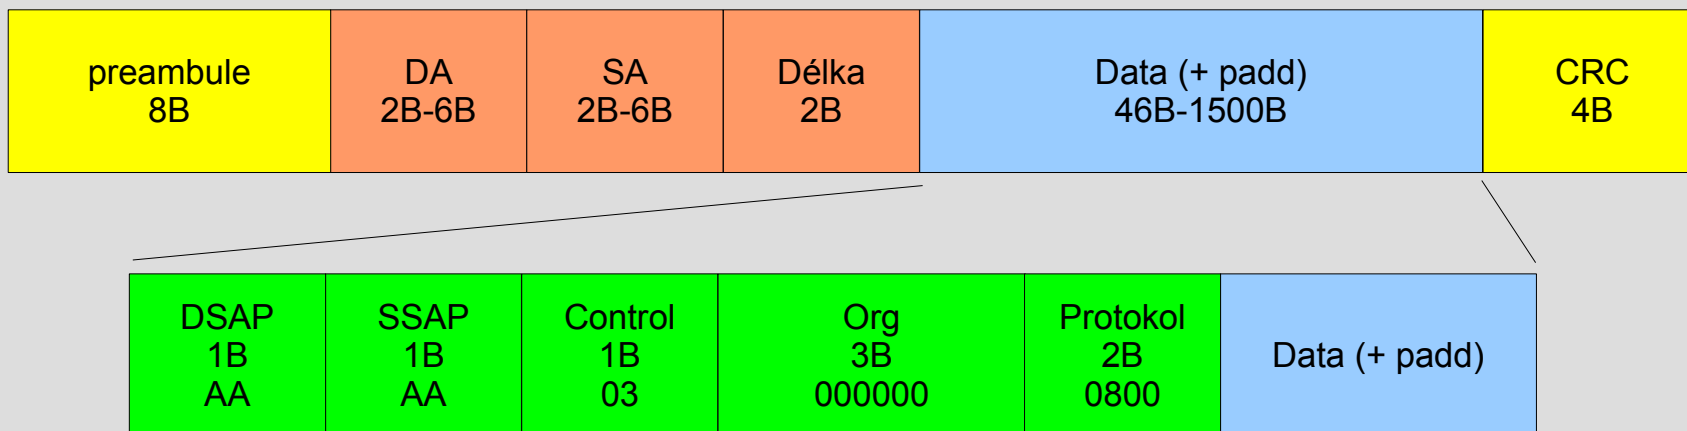 preambule
8B
DA
2B-6B
SA
2B-6B
Délka
2B
Data (+ padd)
46B-1500B
CRC
4B
DSAP
1B
AA
SSAP
1B
AA
Control
1B
03
Org
3B
000000
Protokol
2B
0800
Data (+ padd)